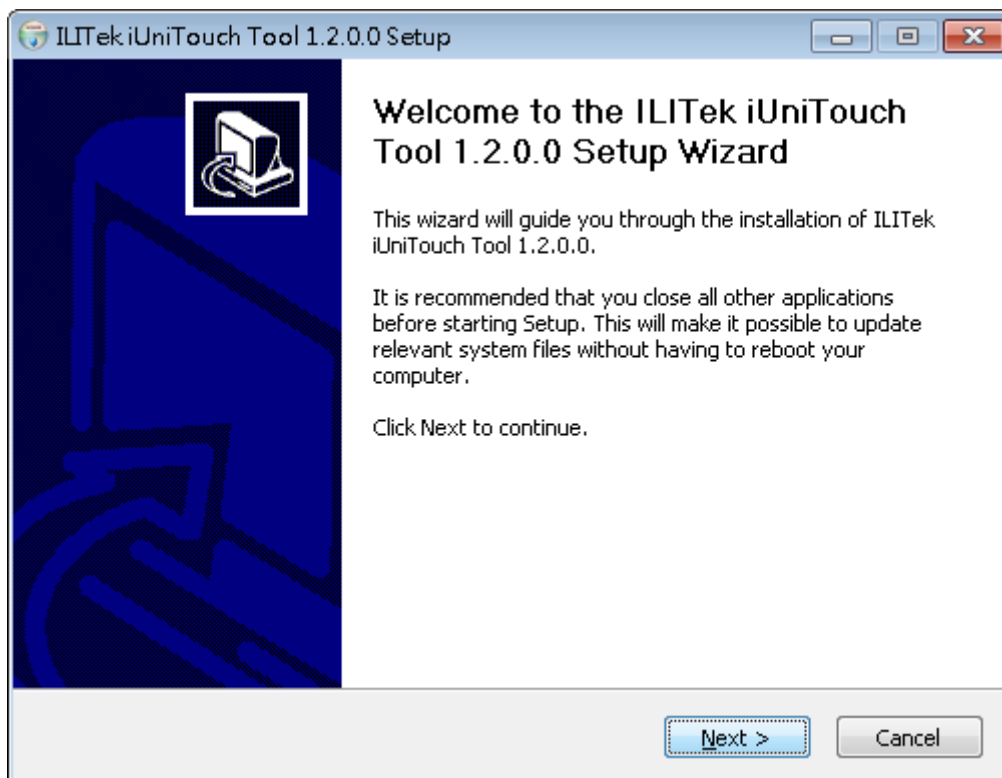 ILITek iUniTouch Tool 1.2.0.0 Setup
Welcome to the ILITek iUniTouch
Tool 1.2.0.0 Setup Wizard
This wizard will guide you through the installation of ILITek
iUniTouch Tool 1.2.0.0.
It is recommended that you close all other applications
before starting Setup. This will make it possible to update
relevant system files without having to reboot your
computer.
Click Next to continue.
Next >
Cancel